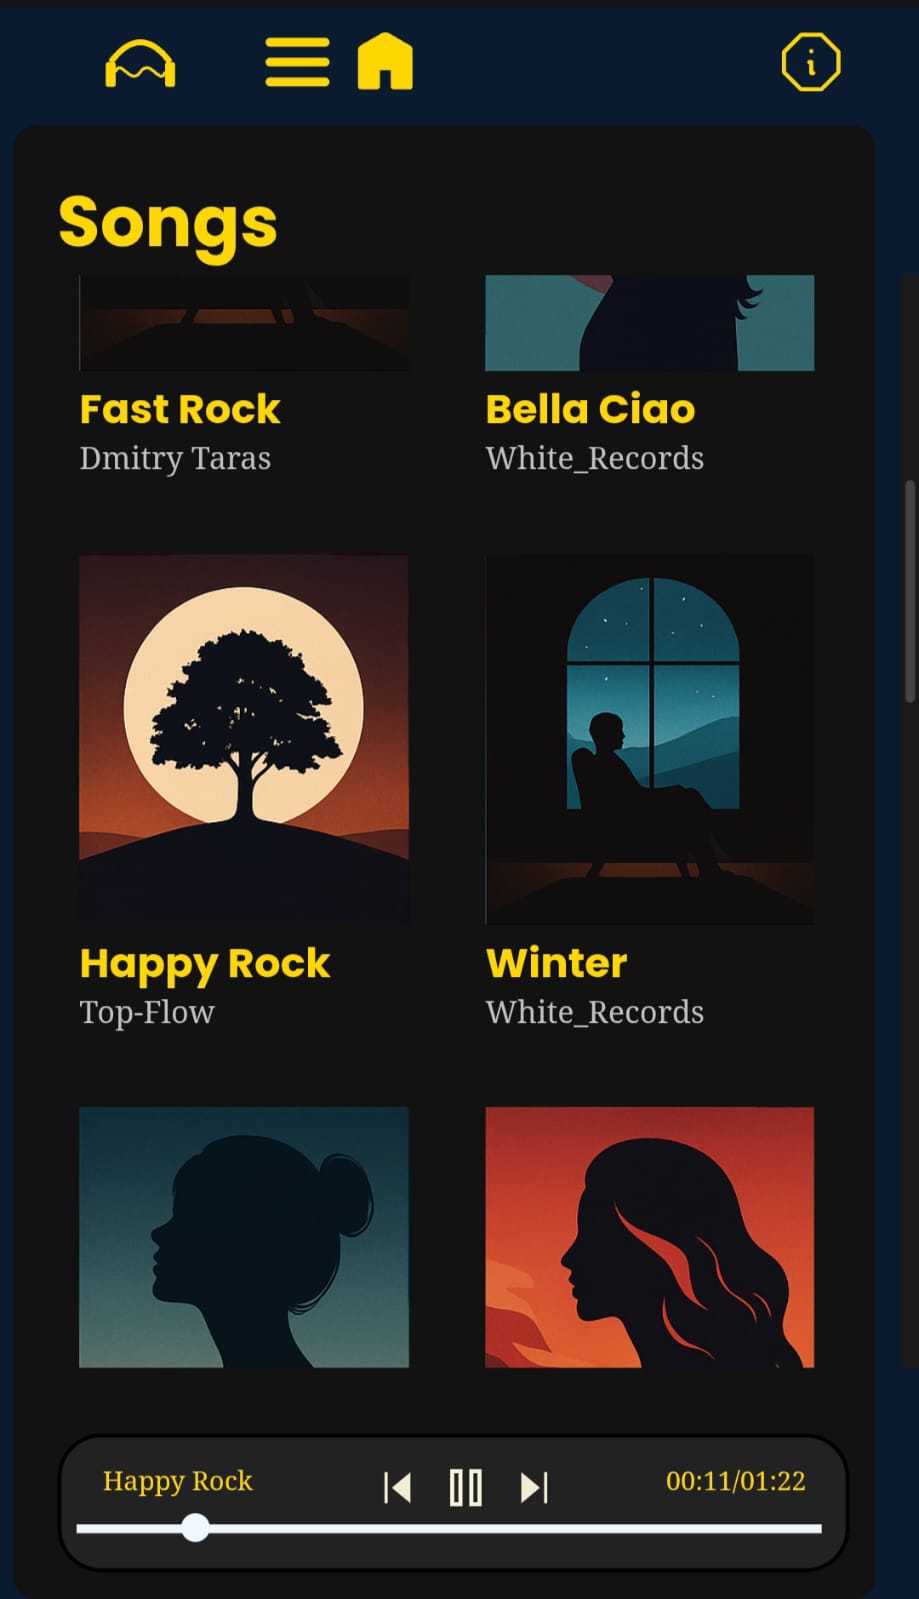 Songs
Fast Rock
Dmitry Taras
Bella Ciao
White_Records
Happy Rock
Top-Flow
Winter
White_Records
Happy Rock
00:11/01:22